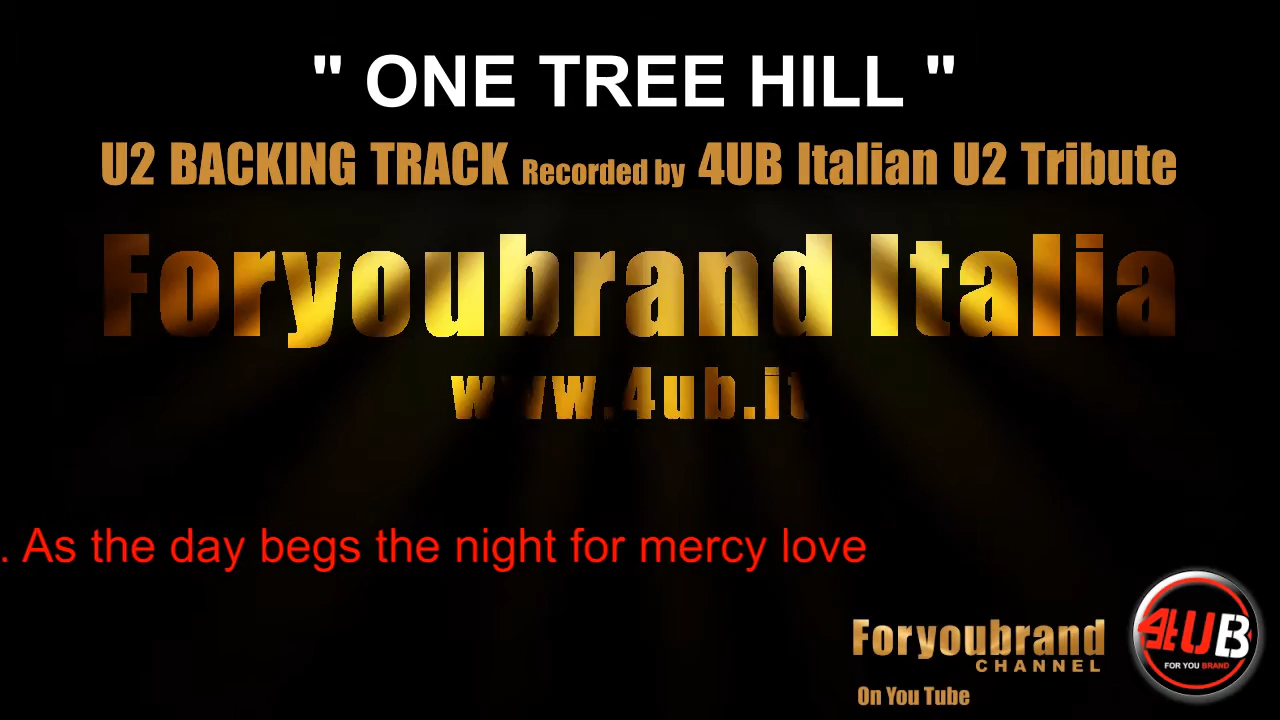 " ONE TREE HILL "
U2 BACKING TRACK Recorded by 4UB Italian U2 Tribute
Foryoubrand Italia
www.4ub.it
. As the day begs the night for mercy love
Foryoubrand
CHANNEL
On You Tube
4UB
FOR YOU BRAND